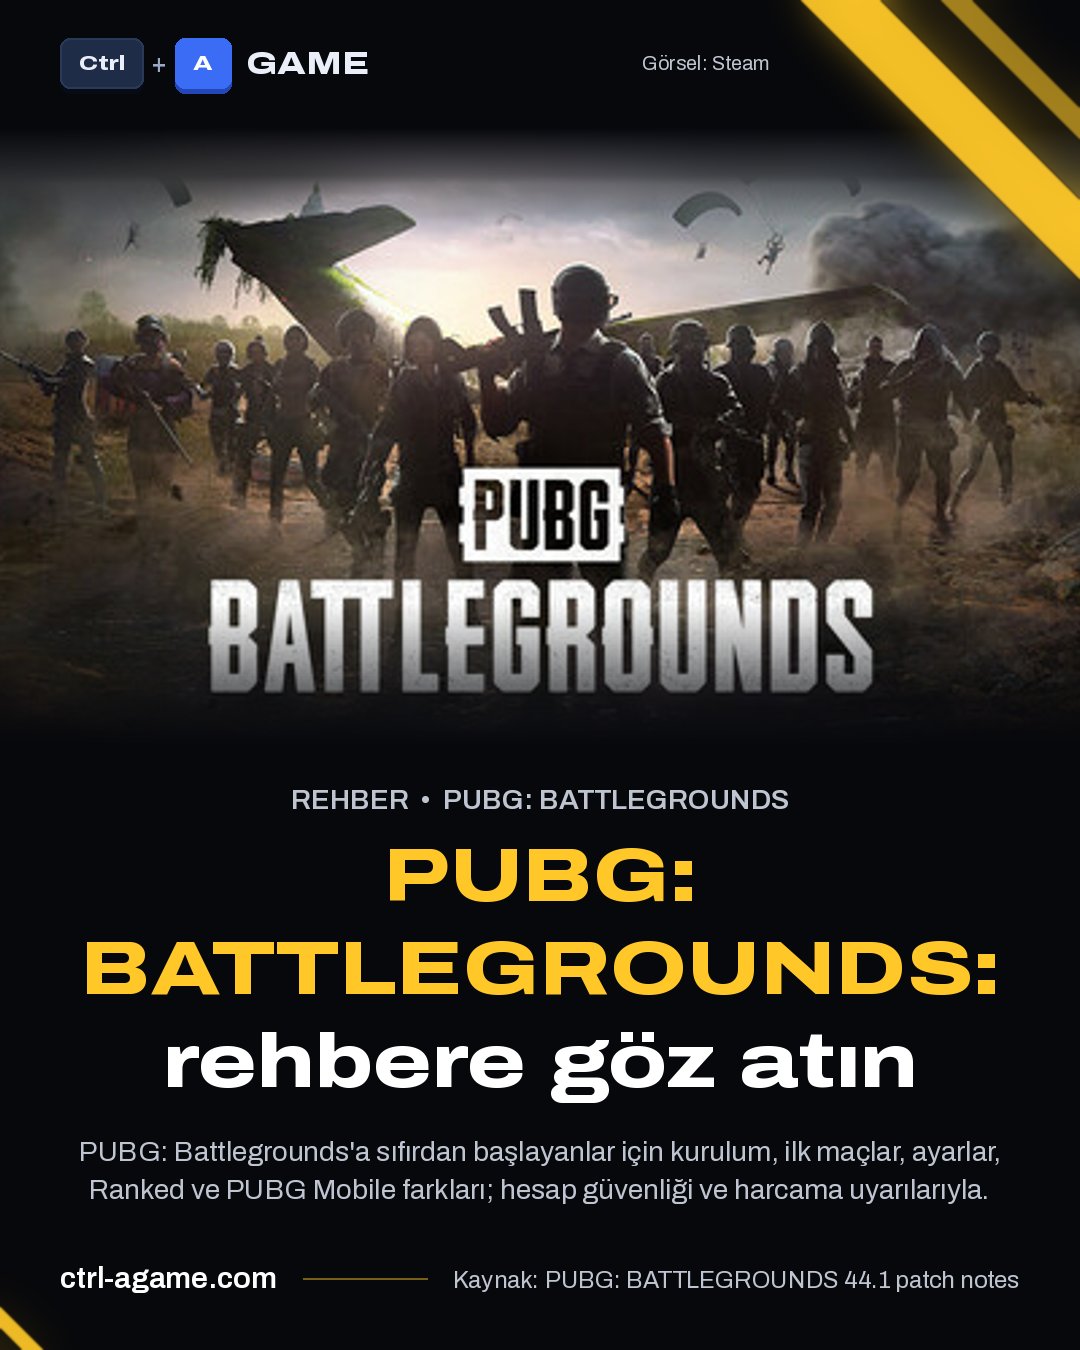 Ctrl + A GAME
Görsel: Steam
PUBG
BATTLEGROUNDS
REHBER • PUBG: BATTLEGROUNDS
PUBG:
BATTLEGROUNDS:
rehbere göz atın
PUBG: Battlegrounds'a sıfırdan başlayanlar için kurulum, ilk maçlar, ayarlar,
Ranked ve PUBG Mobile farkları; hesap güvenliği ve harcama uyarılarıyla.
ctrl-agame.com
Kaynak: PUBG: BATTLEGROUNDS 44.1 patch notes